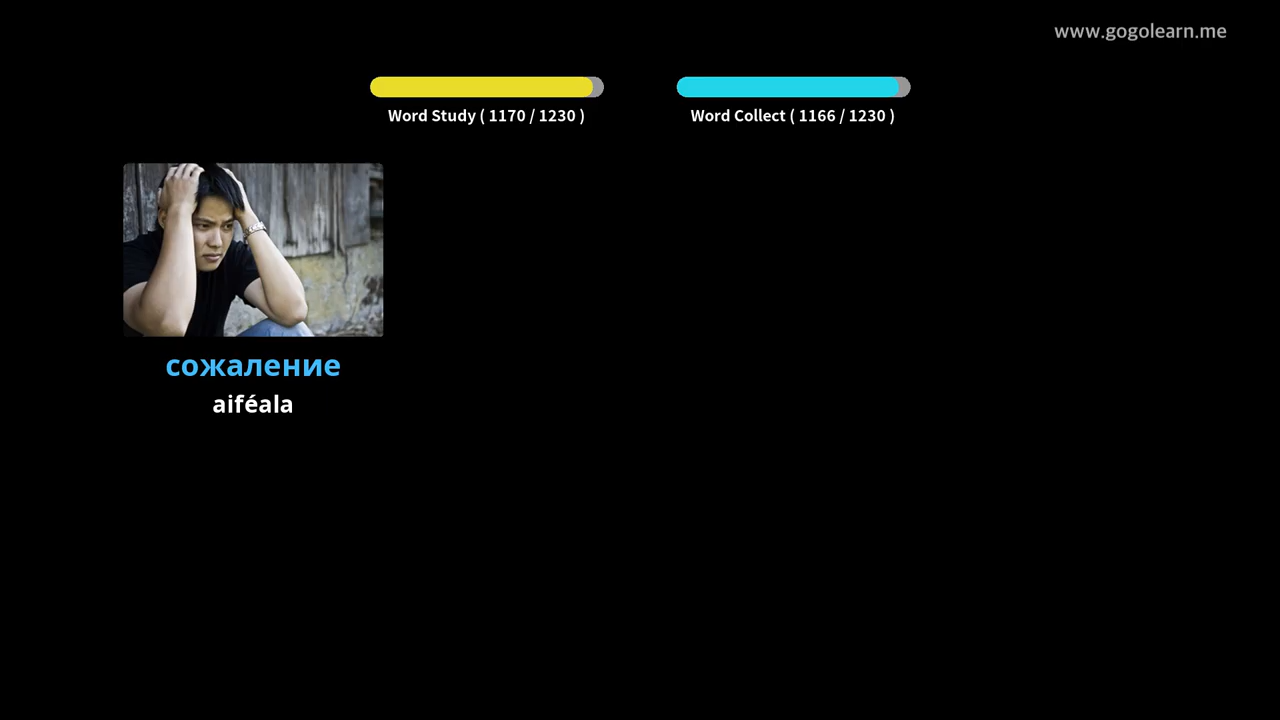 www.gogolearn.me
Word Study ( 1170 / 1230 )
Word Collect ( 1166 / 1230 )
сожаление
aiféala